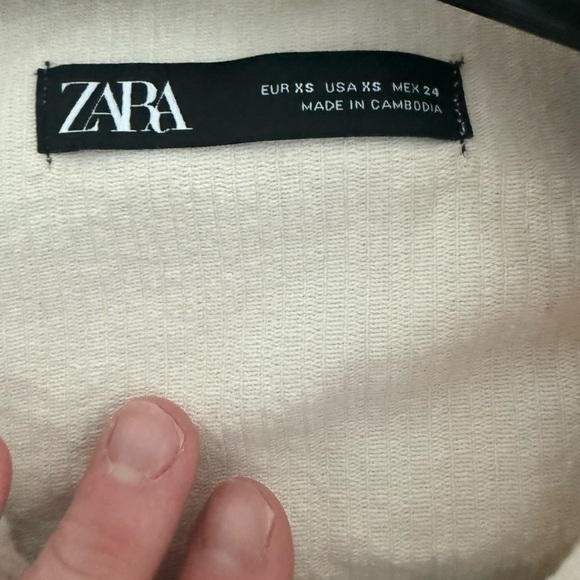 ZARA
EUR XS USA XS MEX 24
MADE IN CAMBODIA